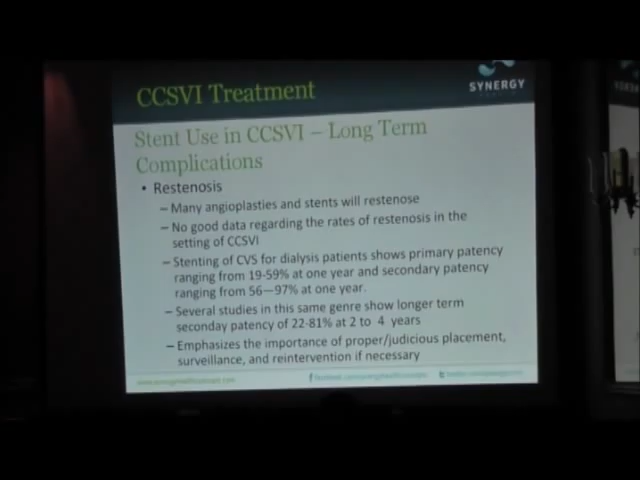 CCSVI Treatment
SYNERGY
Stent Use in CCSVI – Long Term
Complications
• Restenosis
– Many angioplasties and stents will restenose
– No good data regarding the rates of restenosis in the
setting of CCSVI
– Stenting of CVS for dialysis patients shows primary patency
ranging from 19-59% at one year and secondary patency
ranging from 56—97% at one year.
– Several studies in this same genre show longer term
seconday patency of 22-81% at 2 to 4 years
– Emphasizes the importance of proper/judicious placement,
surveillance, and reintervention if necessary